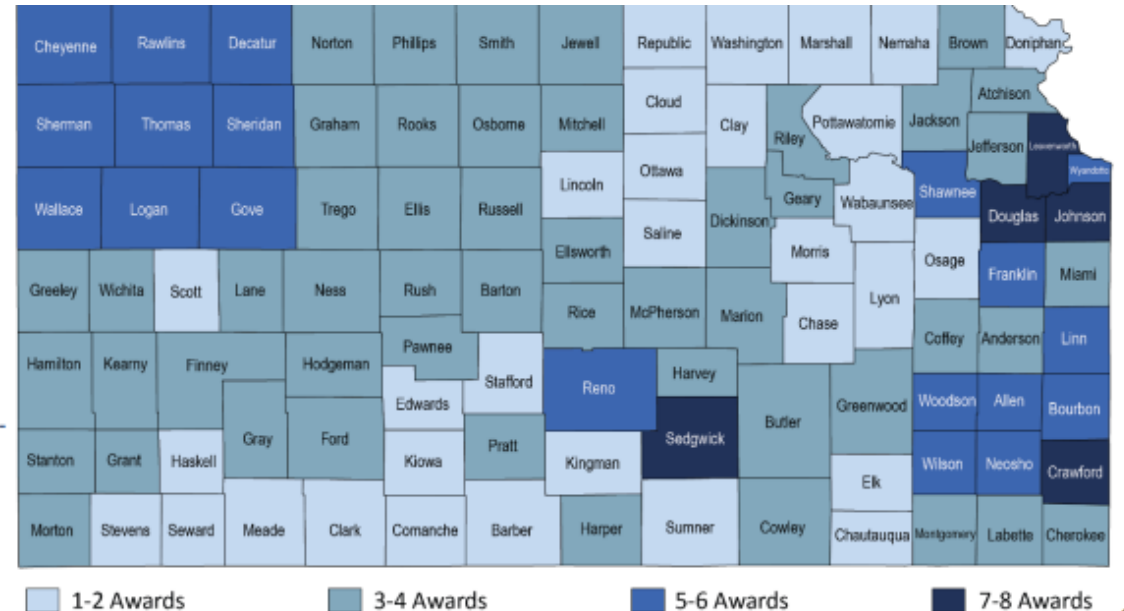 Cheyenne Rawlins Decatur Norton Phillips Smith Jewell Republic Washington Marshall Nemaha Brown Doniphan
Atchison
Cloud
Sherman Thomas Sheridan Graham Rooks Osborne Mitchell Clay Riley Pottawatomie Jackson
Jefferson Leavenworth
Ottawa
Wyandotte
Lincoln
Shawnee
Geary
Wabaunsee
Wallace Logan Gove Trego Ellis Russell
Dickinson
Douglas Johnson
Saline
Ellsworth
Morris
Osage
Franklin Miami
Greeley Wichita Scott Lane Ness Rush Barton
Lyon
Rice McPherson Marion Chase
Coffey Anderson Linn
Pawnee
Hamilton Kearny Finney Hodgeman
Stafford
Harvey
Reno
Edwards
Greenwood Woodson Allen Bourbon
Butler
Gray Ford
Pratt
Sedgwick
Stanton Grant Haskell Kiowa Kingman
Wilson Neosho Crawford
Elk
Morton Stevens Seward Meade Clark Comanche Barber Harper Sumner Cowley Chautauqua Montgomery Labette Cherokee
1-2 Awards 3-4 Awards 5-6 Awards 7-8 Awards